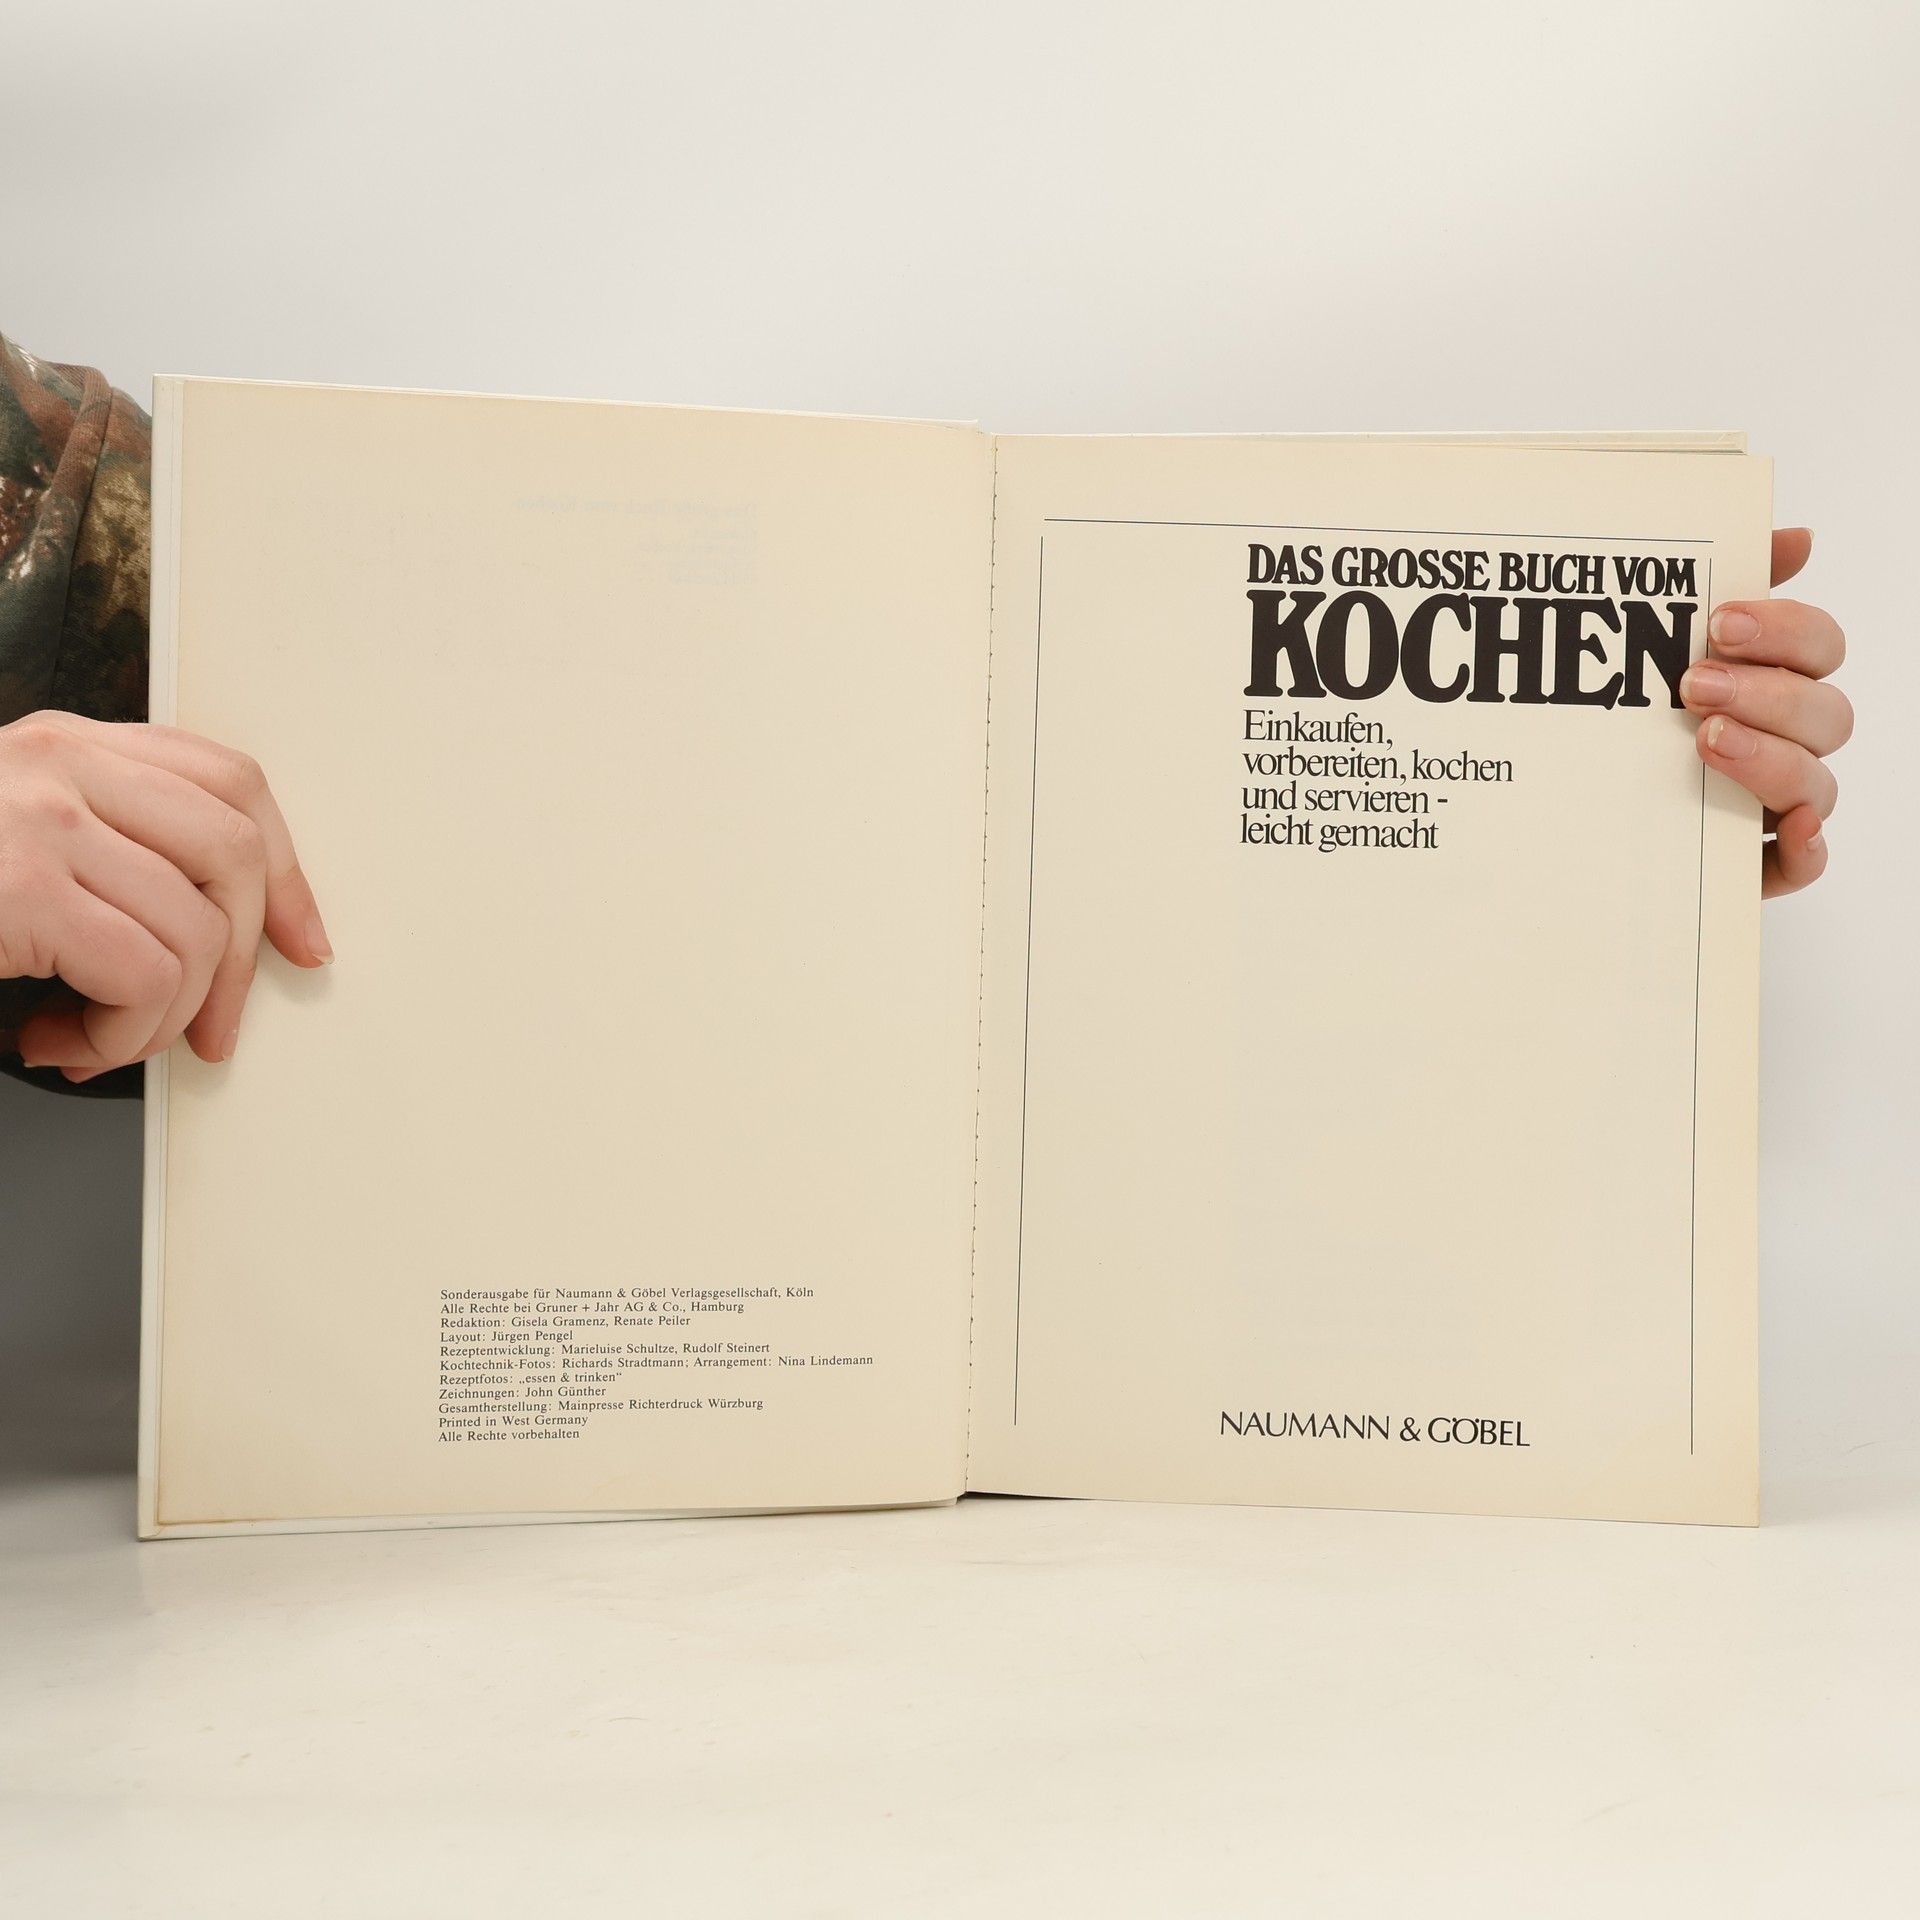 Sonderausgabe für Naumann & Göbel Verlagsgesellschaft, Köln
Alle Rechte bei Gruner + Jahr AG & Co., Hamburg
Redaktion: Gisela Gramenz, Renate Peiler
Layout: Jürgen Pengel
Rezeptentwicklung: Marieluise Schultze, Rudolf Steinert
Kochtechnik-Fotos: Richards Stradtmann; Arrangement: Nina Lindemann
Rezeptfotos: „essen & trinken“
Zeichnungen: John Günther
Gesamtherstellung: Mainpresse Richterdruck Würzburg
Printed in West Germany
Alle Rechte vorbehalten
DAS GROSSE BUCH VOM
KOCHEN
Einkaufen,
vorbereiten, kochen
und servieren -
leicht gemacht
NAUMANN & GÖBEL